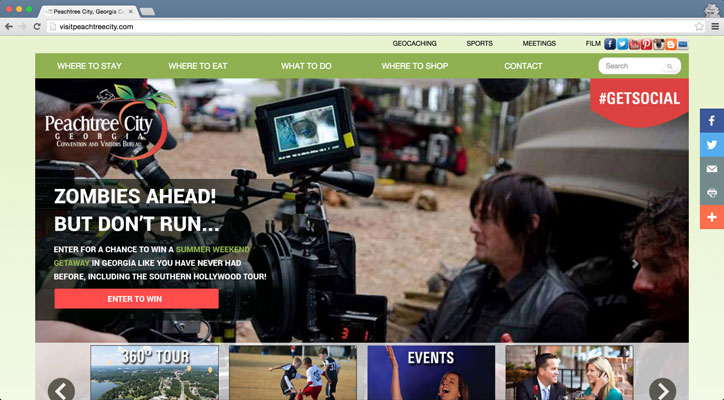 Peachtree City, Georgia C
visitpeachtreecity.com
GEOCACHING SPORTS MEETINGS FILM
WHERE TO STAY WHERE TO EAT WHAT TO DO WHERE TO SHOP CONTACT Search
#GETSOCIAL
Peachtree City
GEORGIA
CONVENTION AND VISITORS BUREAU
ZOMBIES AHEAD!
BUT DON'T RUN...
ENTER FOR A CHANCE TO WIN A SUMMER WEEKEND
GETAWAY IN GEORGIA LIKE YOU HAVE NEVER HAD
BEFORE, INCLUDING THE SOUTHERN HOLLYWOOD TOUR!
ENTER TO WIN
360° TOUR EVENTS